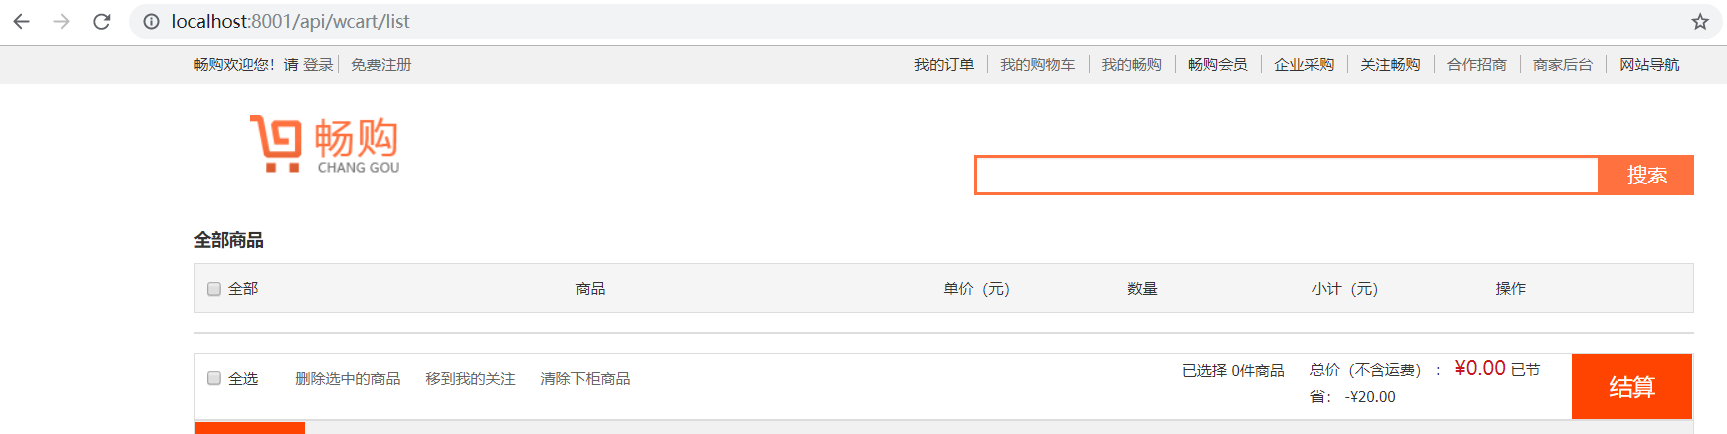 localhost:8001/api/wcart/list
畅购欢迎您！请 登录 免费注册 我的订单 我的购物车 我的畅购 畅购会员 企业采购 关注畅购 合作招商 商家后台 网站导航
畅购
CHANG GOU
搜索
全部商品
全部 商品 单价（元） 数量 小计（元） 操作
全选 删除选中的商品 移到我的关注 清除下柜商品 已选择 0件商品 总价（不含运费）： ¥0.00 已节
省： -¥20.00
结算